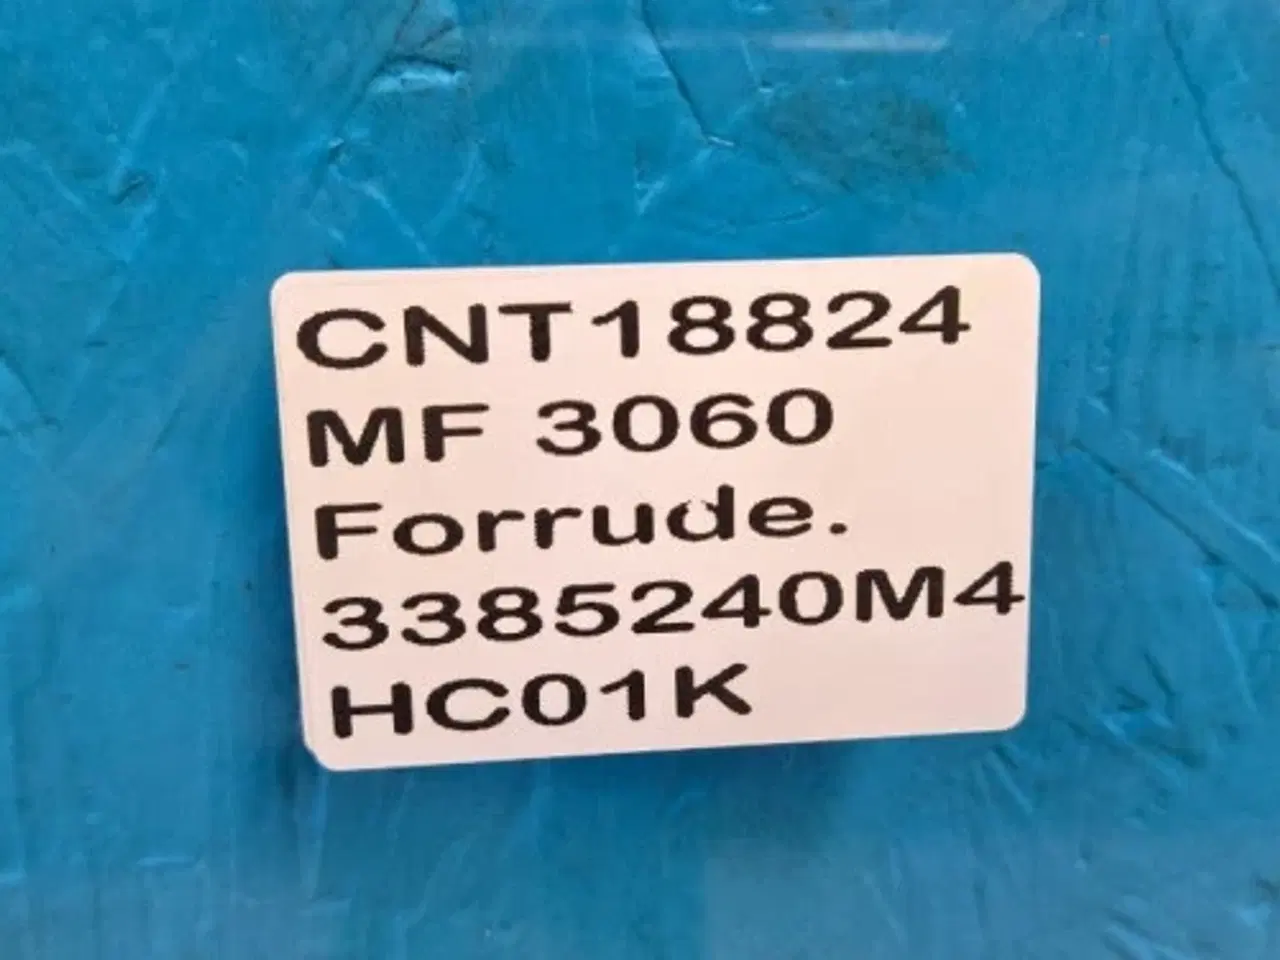 CNT18824
MF 3060
Forrude.
3385240M4
HC01K